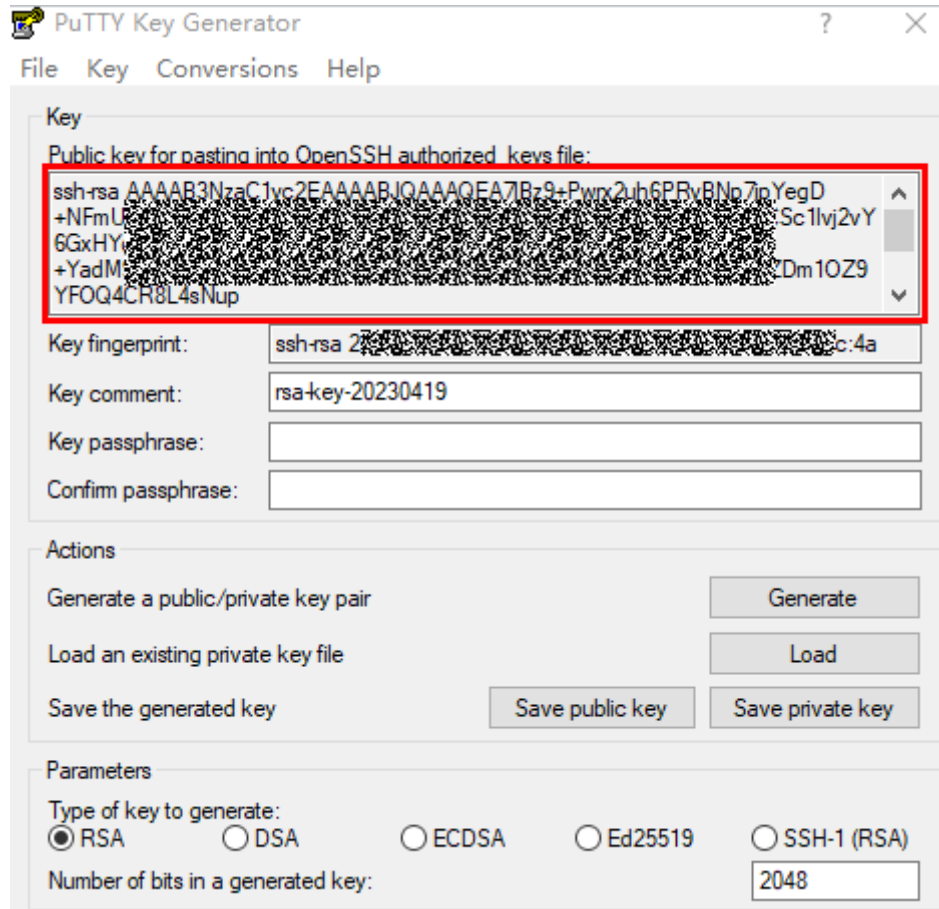 PuTTY Key Generator ? ×
File Key Conversions Help
Key
Public key for pasting into OpenSSH authorized_keys file:
ssh-rsa AAAAB3NzaC1yc2EAAAABJQAAAQEA7lBz9+Pwrx2uh6PRvBNp7jpYegD
+NFmU Sc1lvj2vY
6GxHY
+YadM ZDm1OZ9
YFOQ4CR8L4sNup
Key fingerprint: ssh-rsa 2 c:4a
Key comment: rsa-key-20230419
Key passphrase:
Confirm passphrase:
Actions
Generate a public/private key pair Generate
Load an existing private key file Load
Save the generated key Save public key Save private key
Parameters
Type of key to generate:
RSA DSA ECDSA Ed25519 SSH-1 (RSA)
Number of bits in a generated key: 2048